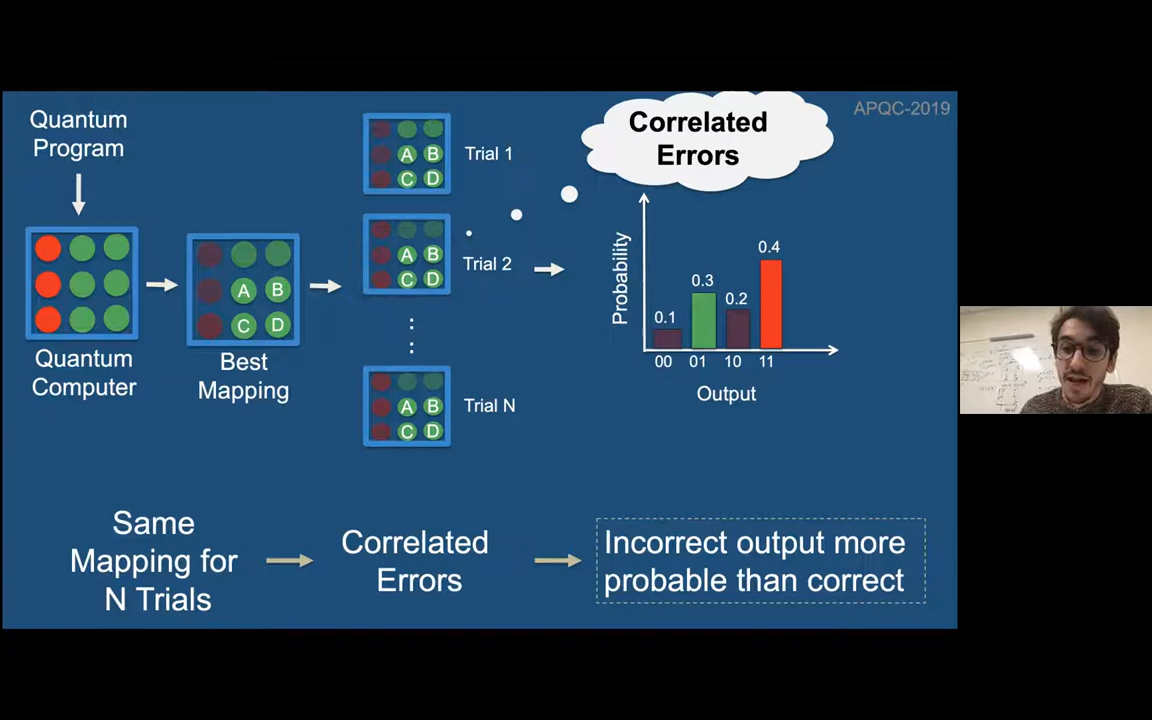 APQC-2019
Quantum
Program
Quantum
Computer
A B
C D
Best
Mapping
A B
C D
Trial 1
A B
C D
Trial 2
A B
C D
Trial N
Correlated
Errors
Probability
0.1
0.3
0.2
0.4
00 01 10 11
Output
Same
Mapping for
N Trials
Correlated
Errors
Incorrect output more
probable than correct